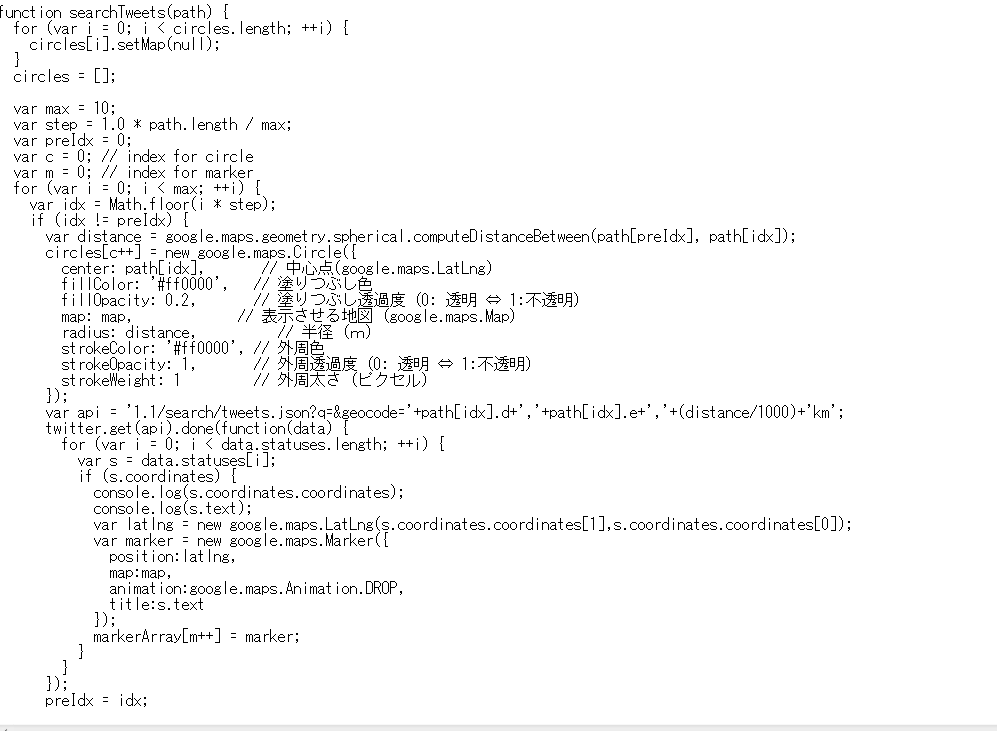 function searchTweets(path) {
  for (var i = 0; i < circles.length; ++i) {
    circles[i].setMap(null);
  }
  circles = [];

  var max = 10;
  var step = 1.0 * path.length / max;
  var preIdx = 0;
  var c = 0; // index for circle
  var m = 0; // index for marker
  for (var i = 0; i < max; ++i) {
    var idx = Math.floor(i * step);
    if (idx != preIdx) {
      var distance = google.maps.geometry.spherical.computeDistanceBetween(path[preIdx], path[idx]);
      circles[c++] = new google.maps.Circle({
        center: path[idx],       // 中心点(google.maps.LatLng)
        fillColor: '#ff0000',   // 塗りつぶし色
        fillOpacity: 0.2,       // 塗りつぶし透過度 (0: 透明 ⇔ 1:不透明)
        map: map,             // 表示させる地図 (google.maps.Map)
        radius: distance,          // 半径 (m)
        strokeColor: '#ff0000', // 外周色
        strokeOpacity: 1,       // 外周透過度 (0: 透明 ⇔ 1:不透明)
        strokeWeight: 1         // 外周太さ (ピクセル)
      });
      var api = '1.1/search/tweets.json?q=&geocode='+path[idx].d+','+path[idx].e+','+(distance/1000)+'km';
      twitter.get(api).done(function(data) {
        for (var i = 0; i < data.statuses.length; ++i) {
          var s = data.statuses[i];
          if (s.coordinates) {
            console.log(s.coordinates.coordinates);
            console.log(s.text);
            var latlng = new google.maps.LatLng(s.coordinates.coordinates[1],s.coordinates.coordinates[0]);
            var marker = new google.maps.Marker({
              position:latlng,
              map:map,
              animation:google.maps.Animation.DROP,
              title:s.text
            });
            markerArray[m++] = marker;
          }
        }
      });
      preIdx = idx;